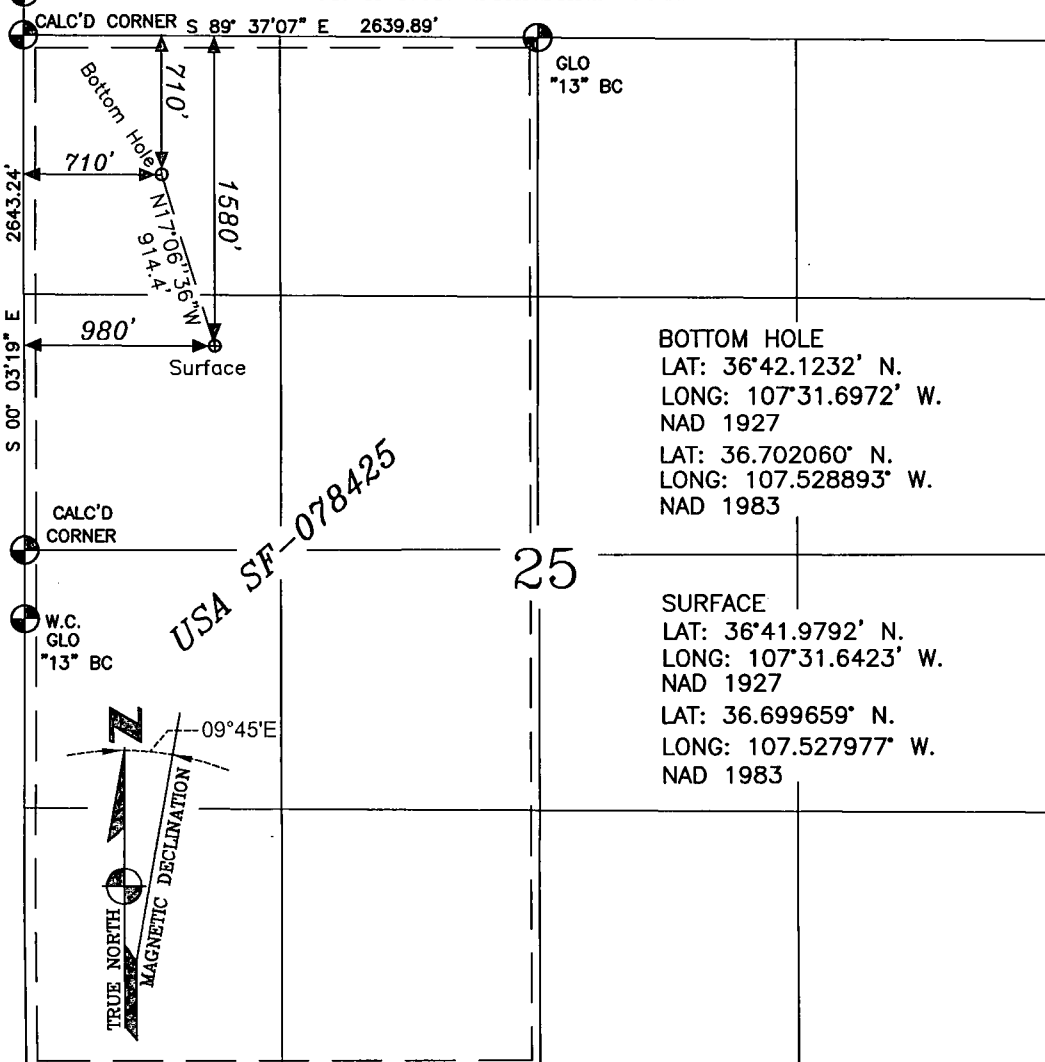 CALC'D CORNER S 89° 37'07" E 2639.89'
GLO
"13" BC
Bottom Hole
710'
710'
1580'
N17°06'36"W
914.4'
980'
Surface
2643.24'
S 00° 03'19" E
CALC'D
CORNER
W.C.
GLO
"13" BC
USA SF-078425
25
BOTTOM HOLE
LAT: 36°42.1232' N.
LONG: 107°31.6972' W.
NAD 1927
LAT: 36.702060° N.
LONG: 107.528893° W.
NAD 1983
SURFACE
LAT: 36°41.9792' N.
LONG: 107°31.6423' W.
NAD 1927
LAT: 36.699659° N.
LONG: 107.527977° W.
NAD 1983
N
09°45'E
TRUE NORTH
MAGNETIC DECLINATION